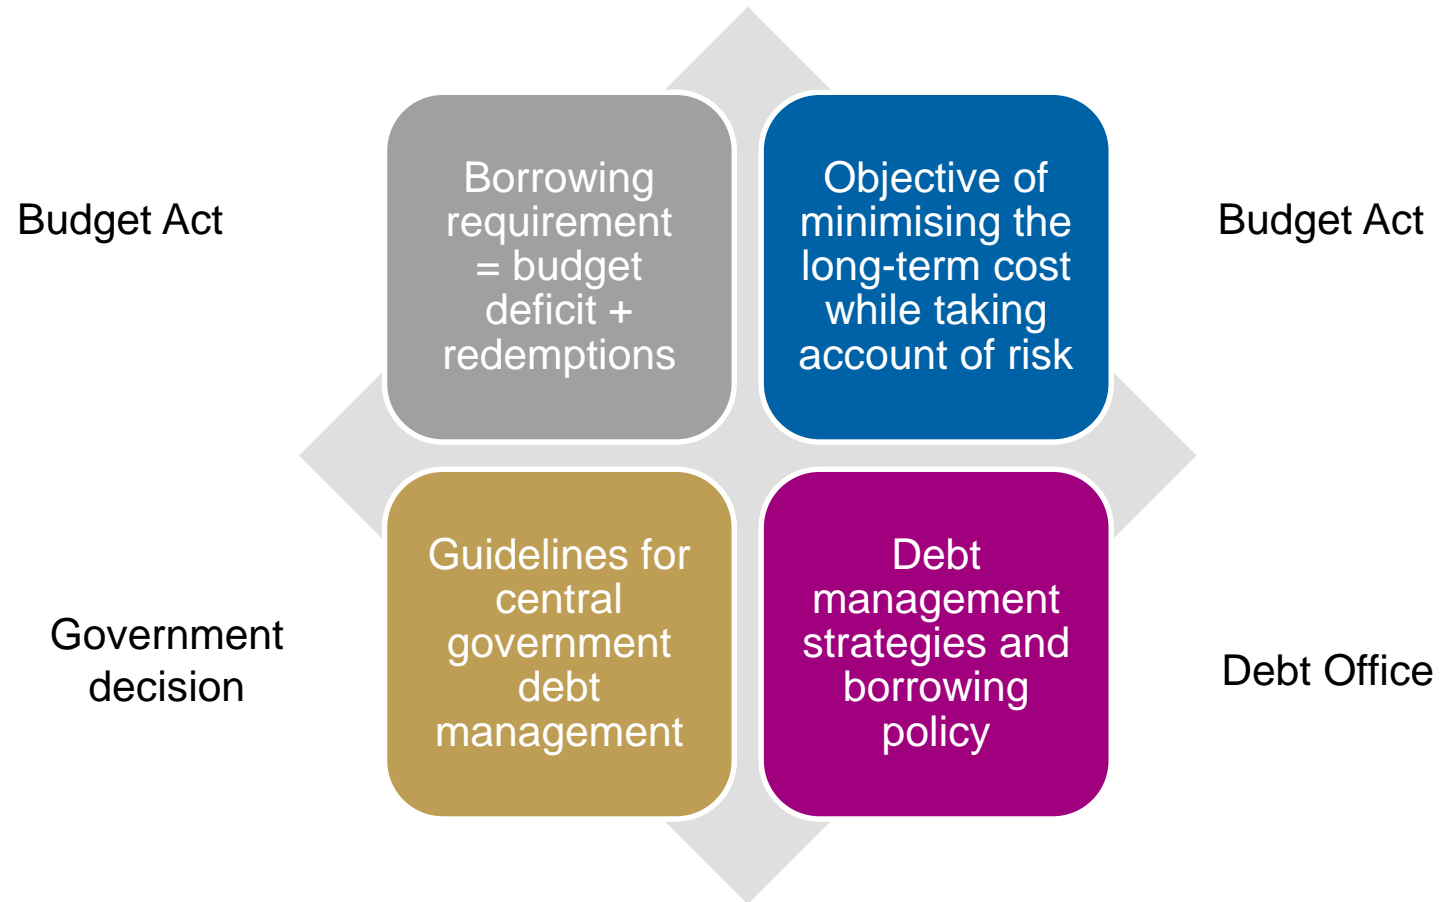 Budget Act
Borrowing
requirement
= budget
deficit +
redemptions
Objective of
minimising the
long-term cost
while taking
account of risk
Budget Act
Government
decision
Guidelines for
central
government
debt
management
Debt
management
strategies and
borrowing
policy
Debt Office